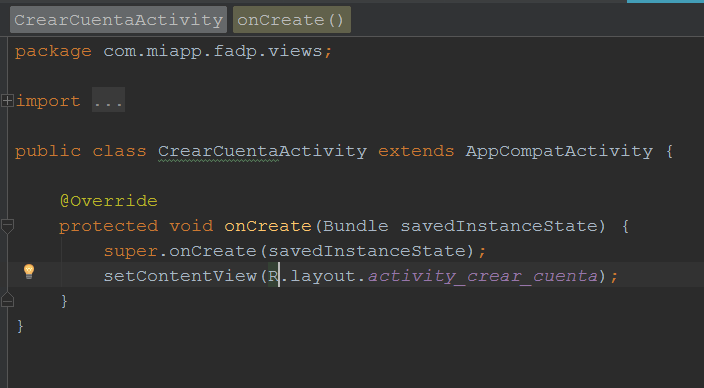 CrearCuentaActivity onCreate()
package com.miapp.fadp.views;
import ...
public class CrearCuentaActivity extends AppCompatActivity {
@Override
protected void onCreate(Bundle savedInstanceState) {
super.onCreate(savedInstanceState);
setContentView(R.layout.activity_crear_cuenta);
}
}